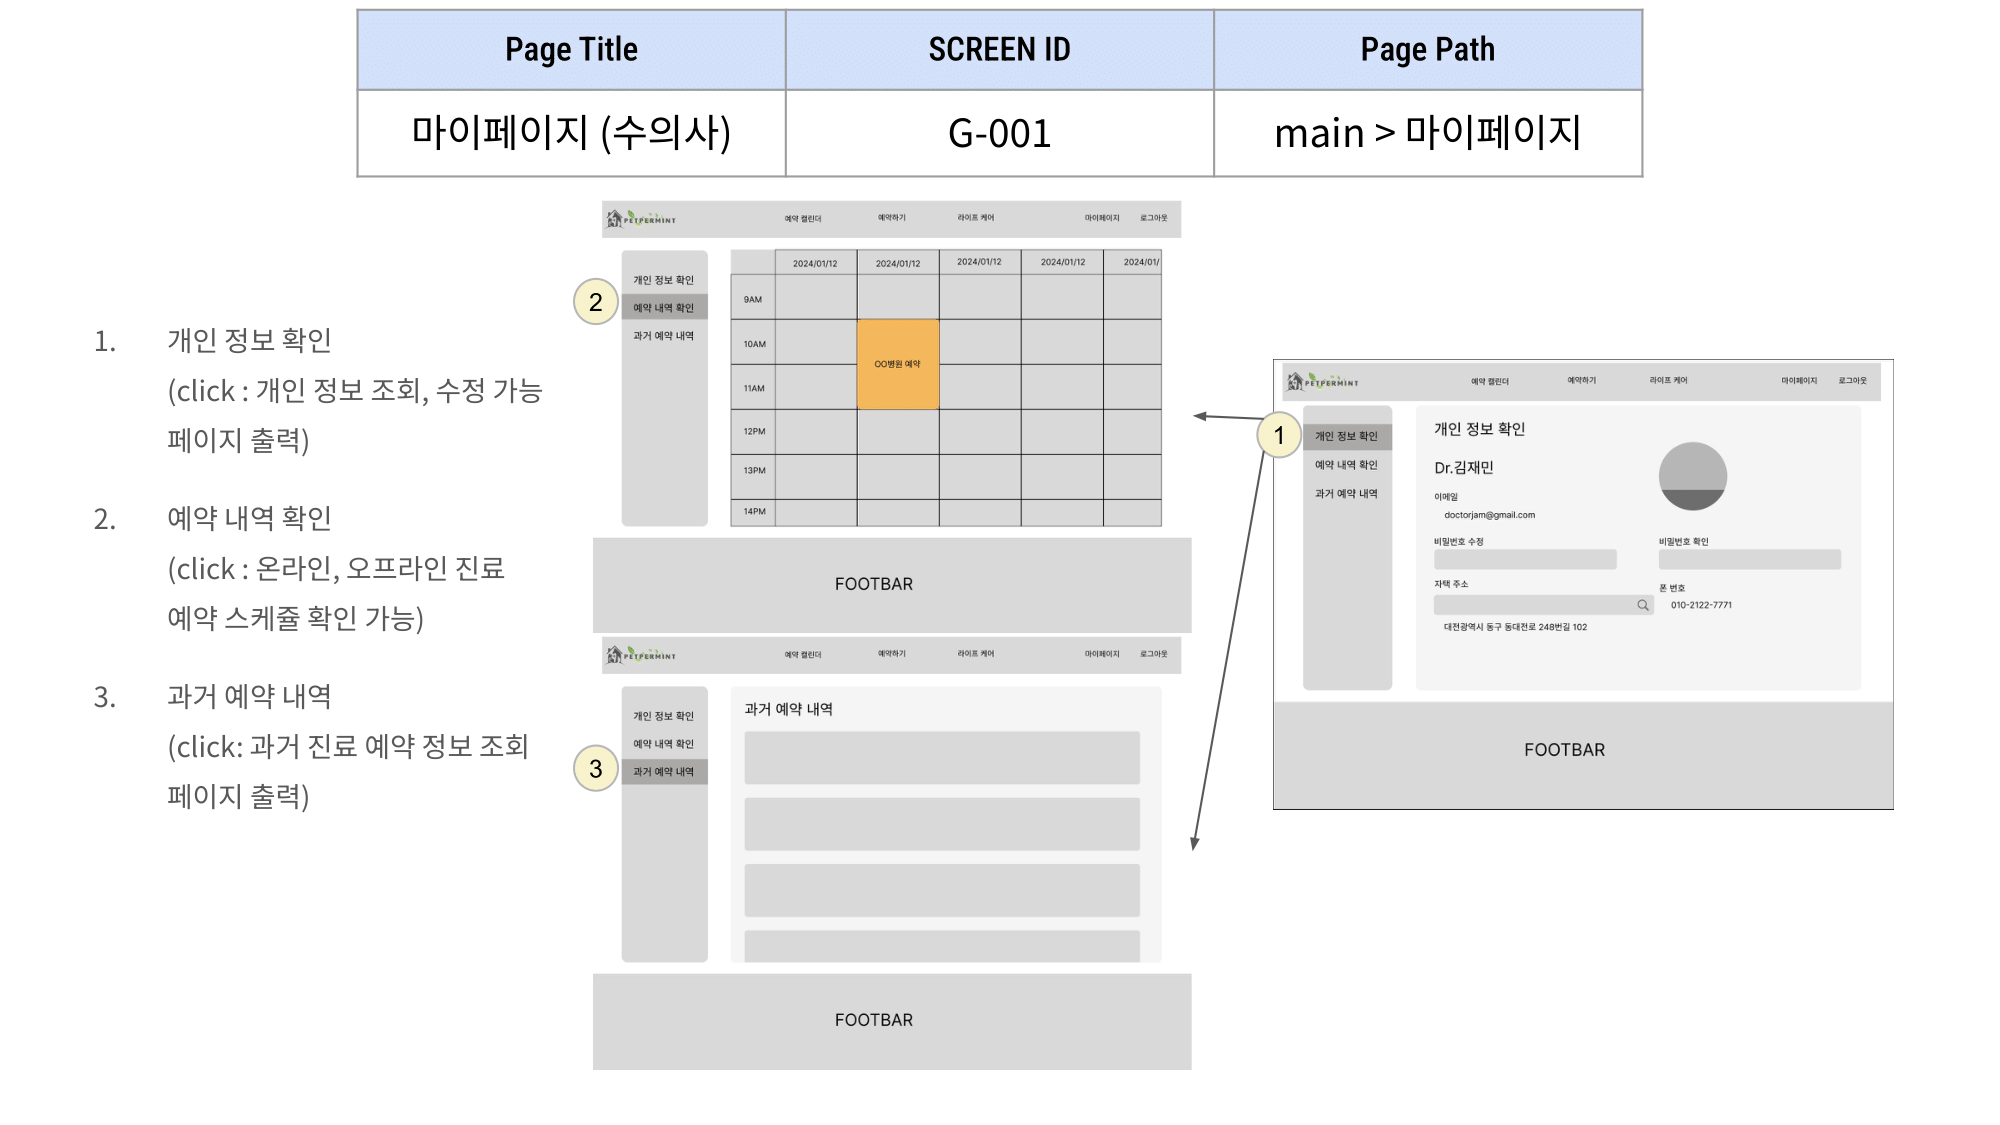 Page Title
SCREEN ID
Page Path
마이페이지 (수의사)
G-001
main > 마이페이지
1. 개인 정보 확인
(click : 개인 정보 조회, 수정 가능
페이지 출력)
2. 예약 내역 확인
(click : 온라인, 오프라인 진료
예약 스케줄 확인 가능)
3. 과거 예약 내역
(click: 과거 진료 예약 정보 조회
페이지 출력)
PETPERMINT 예약 캘린더 예약하기 라이프 케어 마이페이지 로그아웃
2
개인 정보 확인
예약 내역 확인
과거 예약 내역
2024/01/12 2024/01/12 2024/01/12 2024/01/12 2024/01/
9AM
10AM
OO병원 예약
11AM
12PM
13PM
14PM
FOOTBAR
PETPERMINT 예약 캘린더 예약하기 라이프 케어 마이페이지 로그아웃
3
개인 정보 확인
예약 내역 확인
과거 예약 내역
과거 예약 내역
FOOTBAR
PETPERMINT 예약 캘린더 예약하기 라이프 케어 마이페이지 로그아웃
1
개인 정보 확인
예약 내역 확인
과거 예약 내역
개인 정보 확인
Dr.김재민
이메일
doctorjam@gmail.com
비밀번호 수정
비밀번호 확인
자택 주소
폰 번호
010-2122-7771
대전광역시 동구 동대전로 248번길 102
FOOTBAR